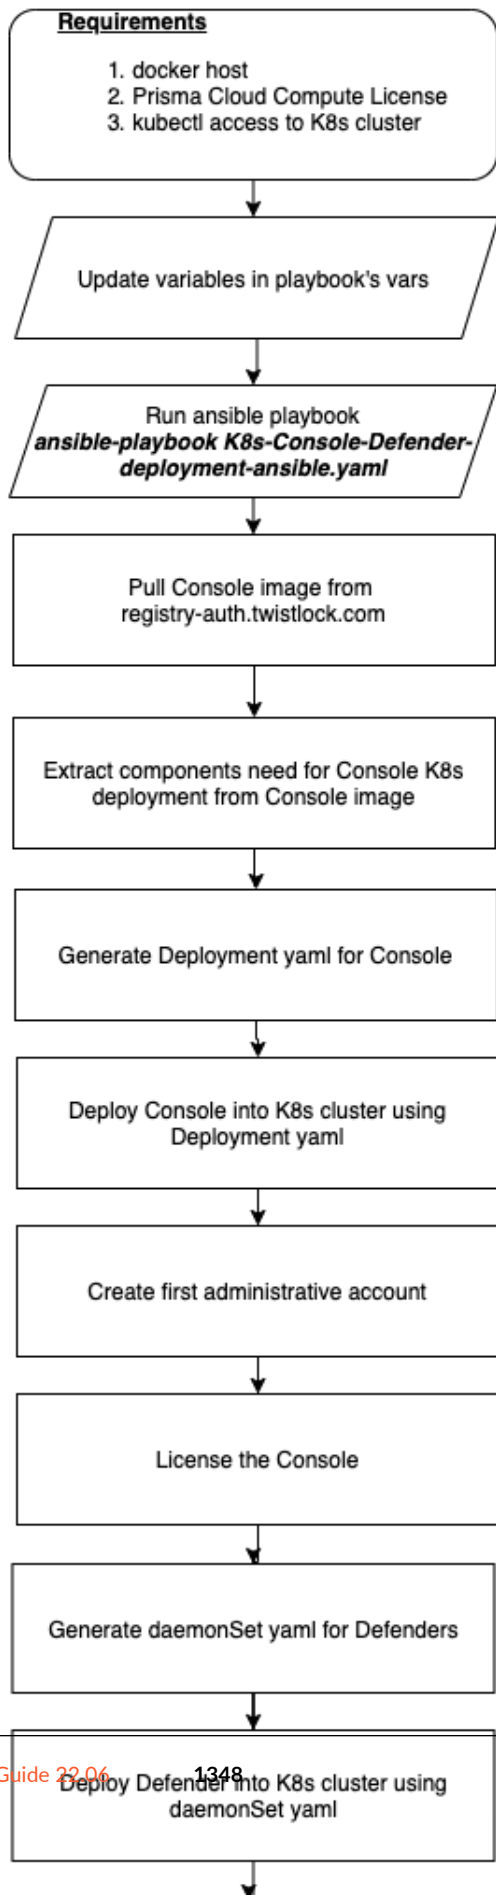 Requirements
1. docker host
2. Prisma Cloud Compute License
3. kubectl access to K8s cluster
Update variables in playbook's vars
Run ansible playbook
ansible-playbook K8s-Console-Defender-
deployment-ansible.yaml
Pull Console image from
registry-auth.twistlock.com
Extract components need for Console K8s
deployment from Console image
Generate Deployment yaml for Console
Deploy Console into K8s cluster using
Deployment yaml
Create first administrative account
License the Console
Generate daemonSet yaml for Defenders
Guide 22.06 1348
Deploy Defender into K8s cluster using
daemonSet yaml